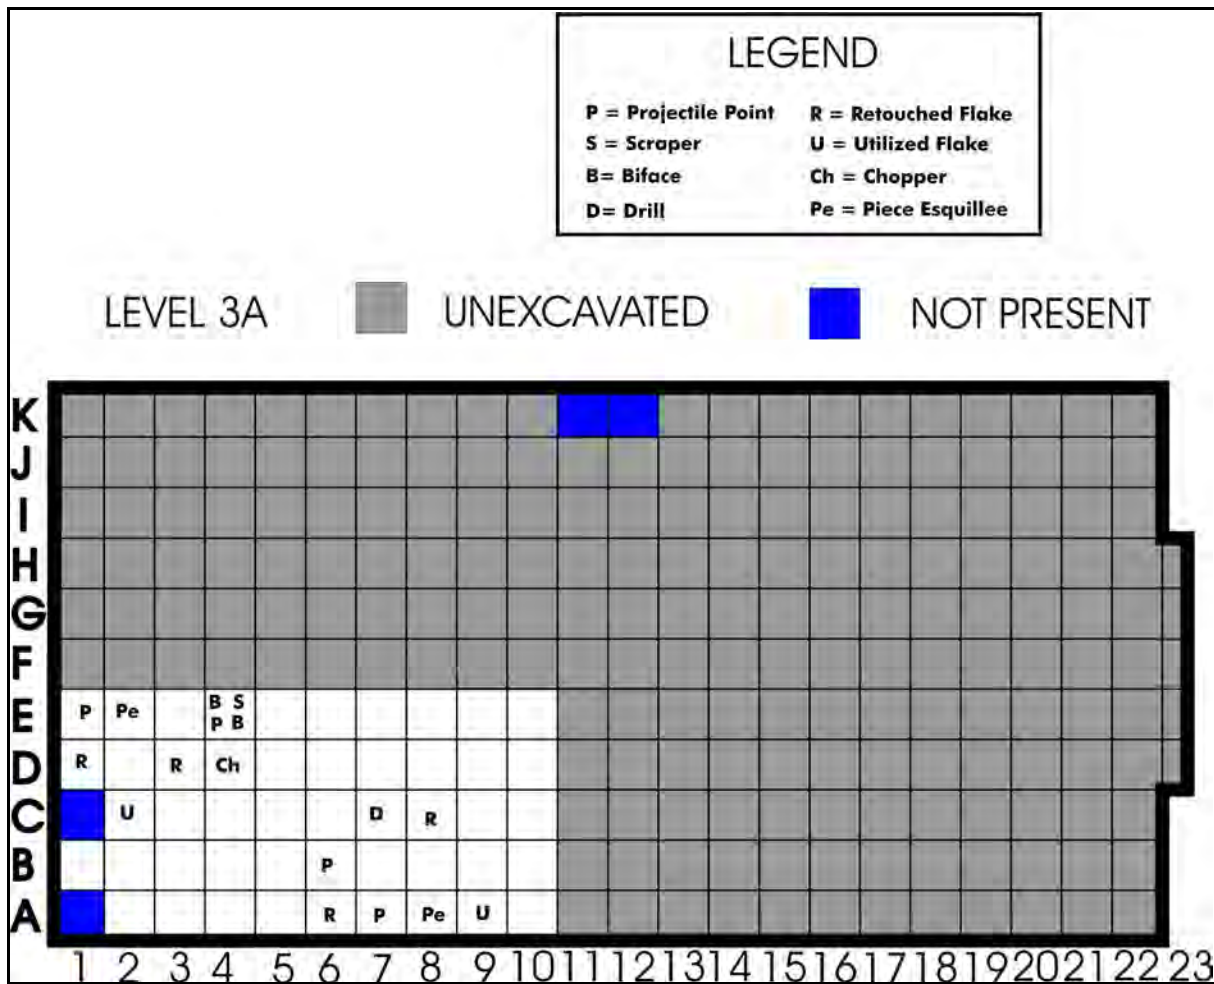 LEGEND
P = Projectile Point R = Retouched Flake
S = Scraper U = Utilized Flake
B= Biface Ch = Chopper
D= Drill Pe = Piece Esquillee
LEVEL 3A UNEXCAVATED NOT PRESENT
K
J
I
H
G
F
E P Pe B S
P B
D R R Ch
C U D R
B P
A R P Pe U
1 2 3 4 5 6 7 8 9 10 11 12 13 14 15 16 17 18 19 20 21 22 23